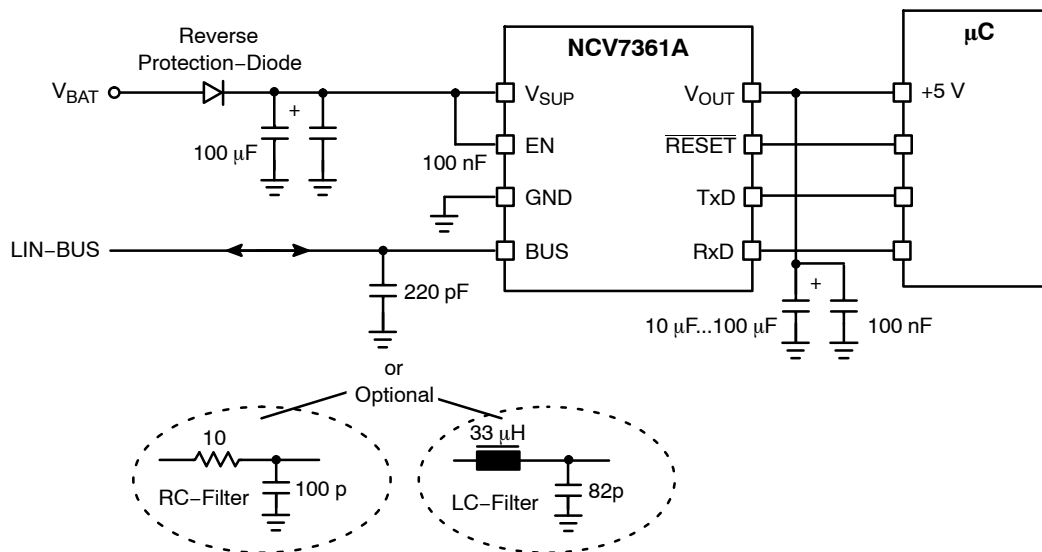 Reverse
Protection–Diode
NCV7361A
µC
VBAT
VSUP
VOUT
+5 V
+
100 µF
100 nF
EN
RESET
GND
TxD
LIN–BUS
BUS
RxD
220 pF
+
10 µF...100 µF
100 nF
or
Optional
10
100 p
RC–Filter
33 µH
82p
LC–Filter